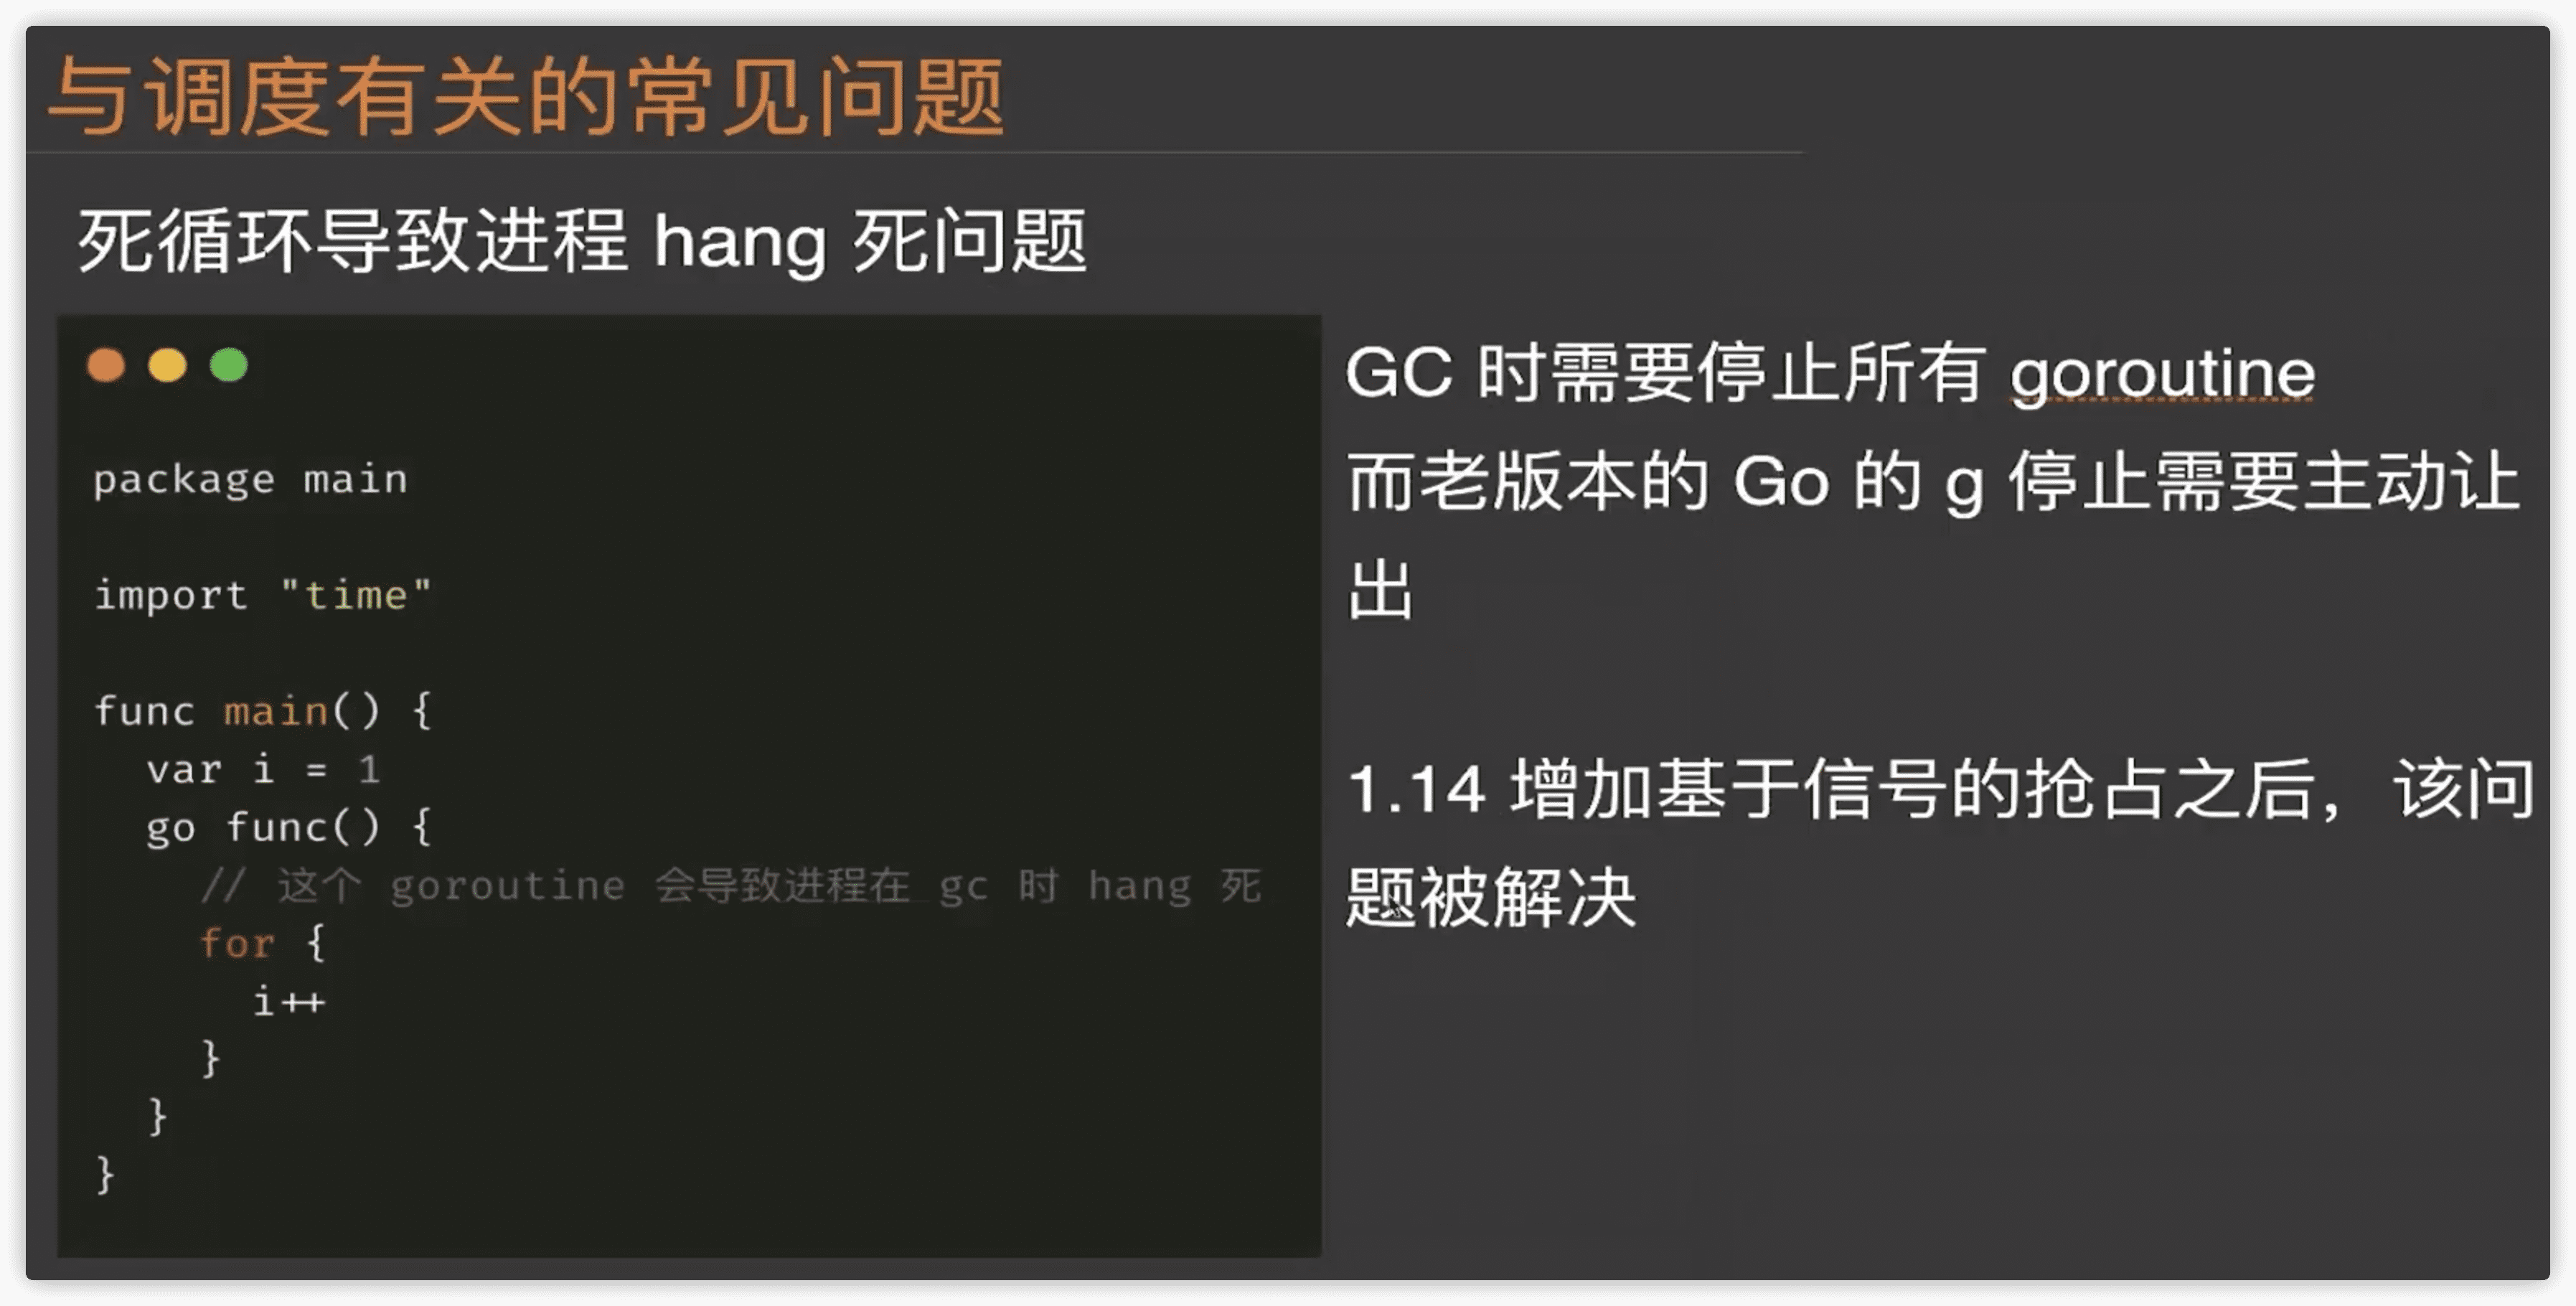 与调度有关的常见问题
死循环导致进程 hang 死问题
package main
import "time"
func main() {
var i = 1
go func() {
// 这个 goroutine 会导致进程在 gc 时 hang 死
for {
i++
}
}
}
GC 时需要停止所有 goroutine
而老版本的 Go 的 g 停止需要主动让
出
1.14 增加基于信号的抢占之后，该问
题被解决